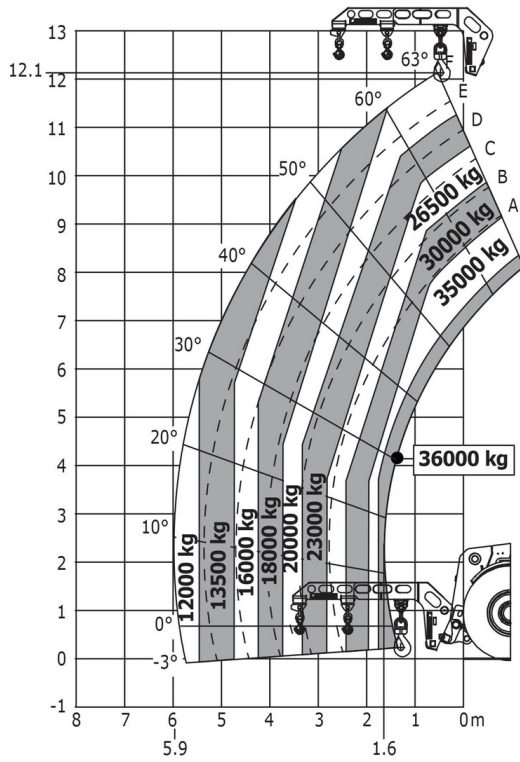 13
12.1
12
11
10
9
8
7
6
5
4
3
2
1
0
-1
63°
60°
50°
40°
30°
20°
10°
0°
-3°
F
E
D
C
B
A
26500 kg
30000 kg
35000 kg
36000 kg
12000 kg
13500 kg
16000 kg
18000 kg
20000 kg
23000 kg
8 7 6 5 4 3 2 1 0m
5.9 1.6